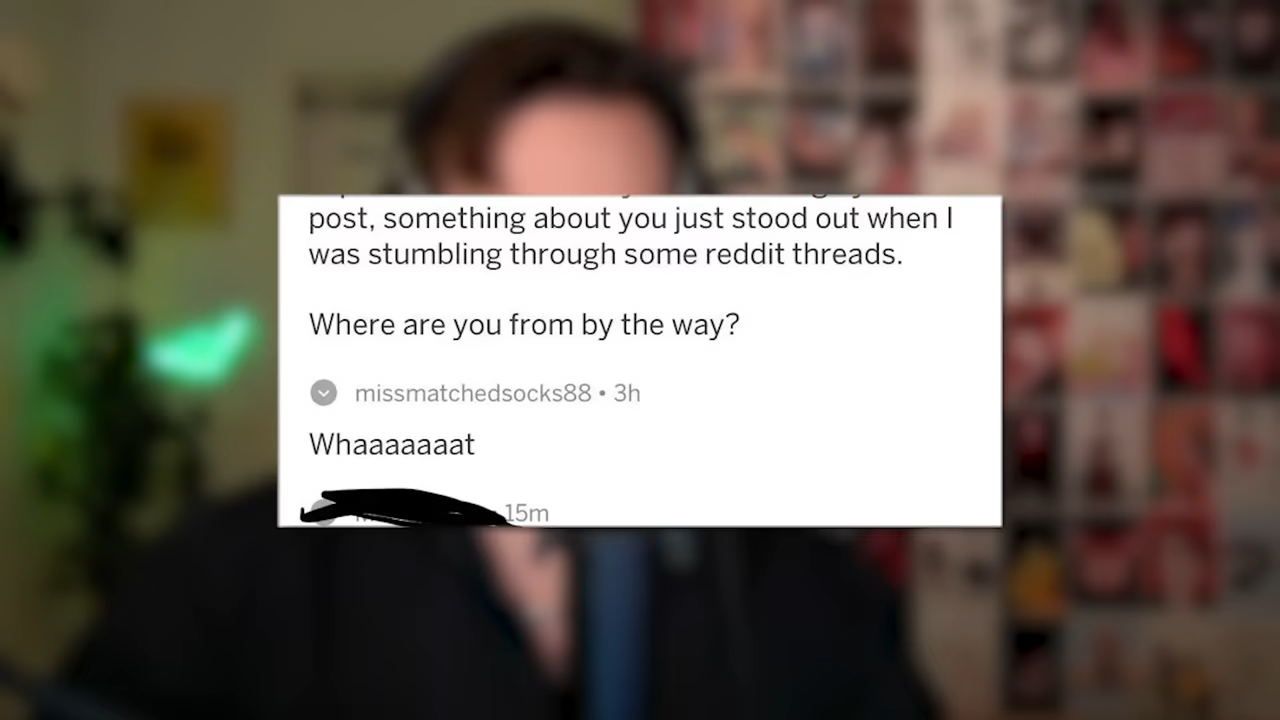 post, something about you just stood out when I
was stumbling through some reddit threads.
Where are you from by the way?
missmatchedsocks88 • 3h
Whaaaaaaat
15m